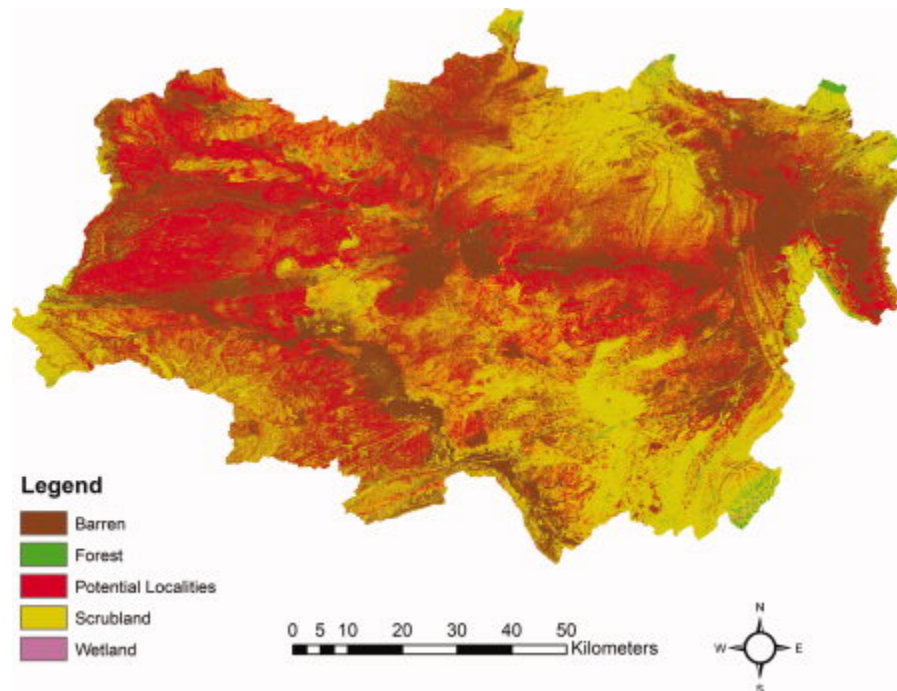 Legend
Barren
Forest
Potential Localities
Scrubland
Wetland
0 5 10 20 30 40 50
Kilometers
N
W E
S